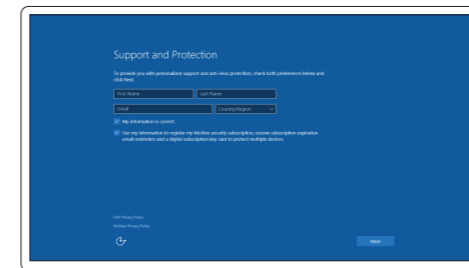 Support and Protection
To provide you with personalized support and anti-virus protection, check both preferences below and
click Next.
First Name
Last Name
Email
Country/Region
My information is correct.
Use my information to register my McAfee security subscription, receive subscription expiration
email reminders and a digital subscription key card to protect multiple devices.
Dell Privacy Policy
McAfee Privacy Policy
Next